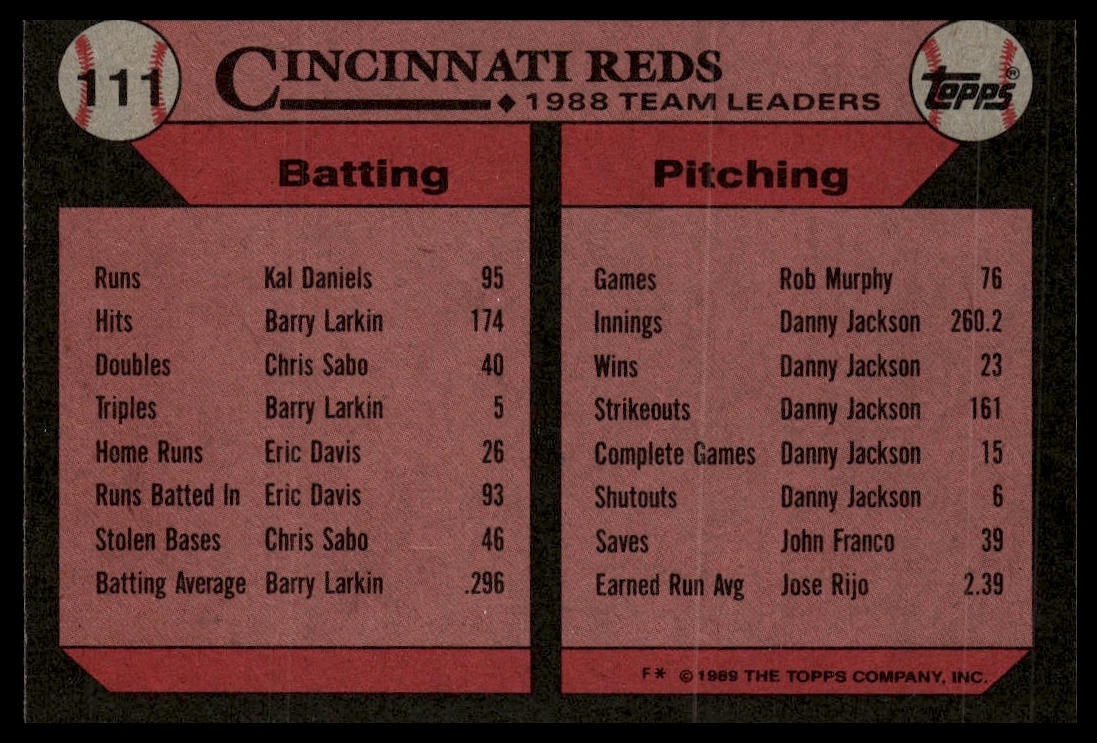 111
CINCINNATI REDS
1988 TEAM LEADERS
TOPPS®
Batting
Runs Kal Daniels 95
Hits Barry Larkin 174
Doubles Chris Sabo 40
Triples Barry Larkin 5
Home Runs Eric Davis 26
Runs Batted In Eric Davis 93
Stolen Bases Chris Sabo 46
Batting Average Barry Larkin .296
Pitching
Games Rob Murphy 76
Innings Danny Jackson 260.2
Wins Danny Jackson 23
Strikeouts Danny Jackson 161
Complete Games Danny Jackson 15
Shutouts Danny Jackson 6
Saves John Franco 39
Earned Run Avg Jose Rijo 2.39
F* © 1989 THE TOPPS COMPANY, INC.